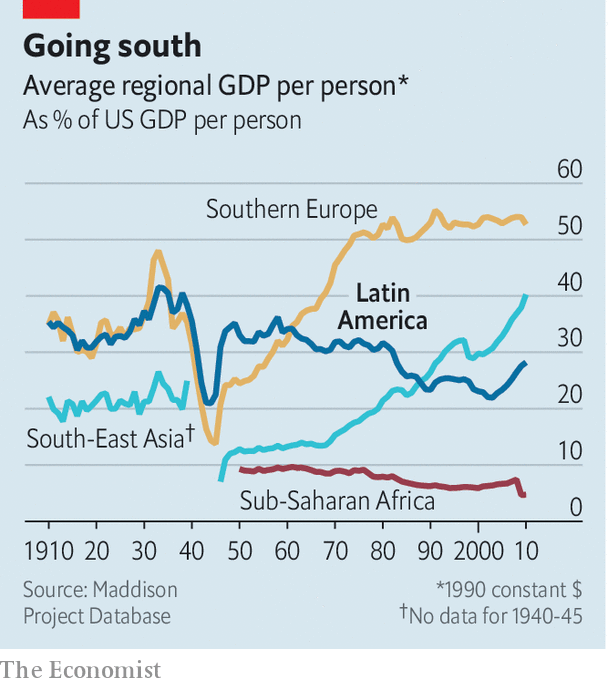 Going south
Average regional GDP per person*
As % of US GDP per person
60
Southern Europe
50
40
Latin
America
30
20
South-East Asia†
10
Sub-Saharan Africa
0
1910 20 30 40 50 60 70 80 90 2000 10
Source: Maddison
Project Database
*1990 constant $
†No data for 1940-45
The Economist